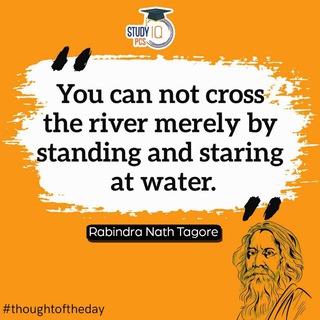 STUDY IQ
PCS
You can not cross
the river merely by
standing and staring
at water.
Rabindra Nath Tagore
#thoughtoftheday